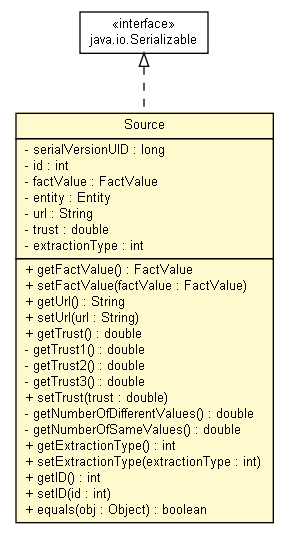 «interface»
java.io.Serializable
Source
- serialVersionUID : long
- id : int
- factValue : FactValue
- entity : Entity
- url : String
- trust : double
- extractionType : int
+ getFactValue() : FactValue
+ setFactValue(factValue : FactValue)
+ getUrl() : String
+ setUrl(url : String)
+ getTrust() : double
- getTrust1() : double
- getTrust2() : double
- getTrust3() : double
+ setTrust(trust : double)
- getNumberOfDifferentValues() : double
- getNumberOfSameValues() : double
+ getExtractionType() : int
+ setExtractionType(extractionType : int)
+ getID() : int
+ setID(id : int)
+ equals(obj : Object) : boolean